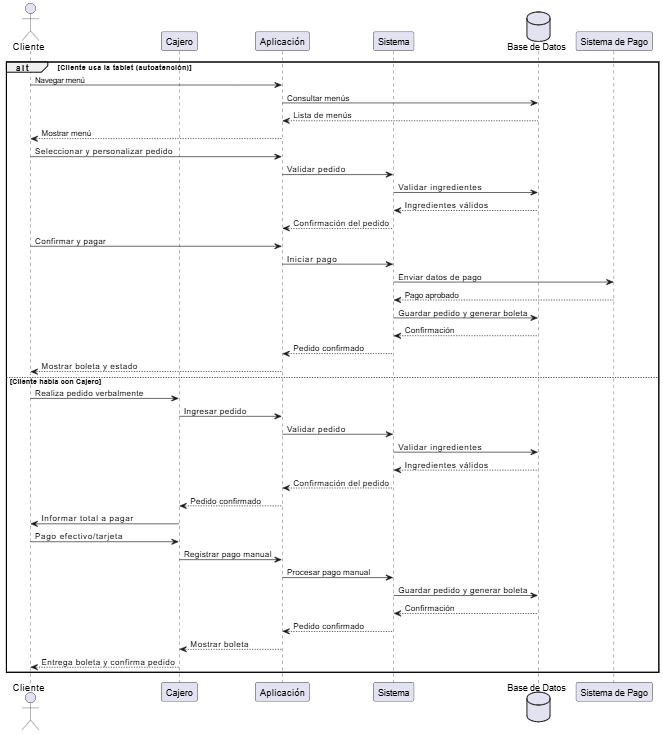 Cliente
Cajero
Aplicación
Sistema
Base de Datos
Sistema de Pago
alt
[Cliente usa la tablet (autoatención)]
Navegar menú
Consultar menús
Lista de menús
Mostrar menú
Seleccionar y personalizar pedido
Validar pedido
Validar ingredientes
Ingredientes válidos
Confirmación del pedido
Confirmar y pagar
Iniciar pago
Enviar datos de pago
Pago aprobado
Guardar pedido y generar boleta
Confirmación
Pedido confirmado
Mostrar boleta y estado
[Cliente habla con Cajero]
Realiza pedido verbalmente
Ingresar pedido
Validar pedido
Validar ingredientes
Ingredientes válidos
Confirmación del pedido
Pedido confirmado
Informar total a pagar
Pago efectivo/tarjeta
Registrar pago manual
Procesar pago manual
Guardar pedido y generar boleta
Confirmación
Pedido confirmado
Mostrar boleta
Entrega boleta y confirma pedido
Cliente
Cajero
Aplicación
Sistema
Base de Datos
Sistema de Pago